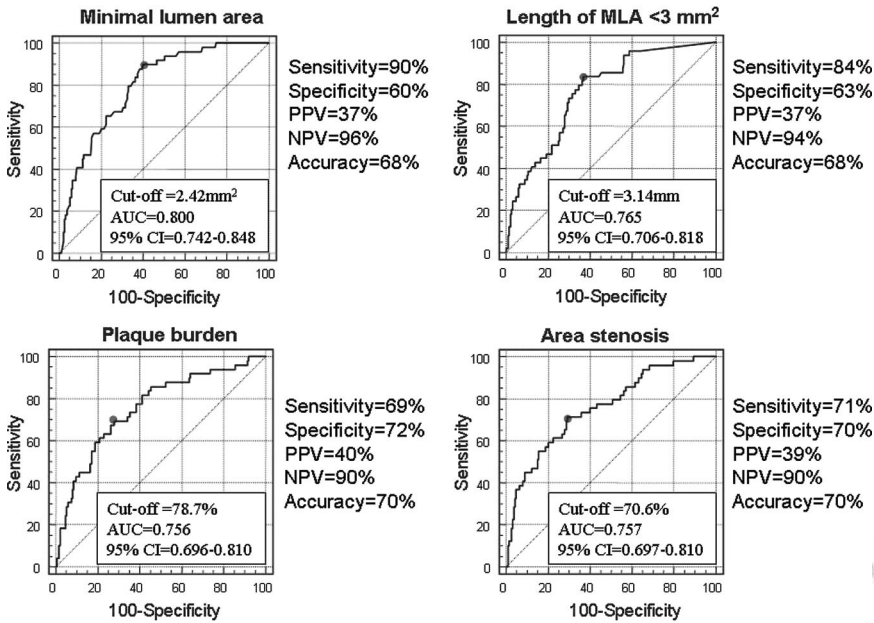 Minimal lumen area
100
80
60
40
20
0
Sensitivity
Cut-off =2.42mm²
AUC=0.800
95% CI=0.742-0.848
0 20 40 60 80 100
100-Specificity
Sensitivity=90%
Specificity=60%
PPV=37%
NPV=96%
Accuracy=68%
Length of MLA <3 mm²
100
80
60
40
20
0
Sensitivity
Cut-off =3.14mm
AUC=0.765
95% CI=0.706-0.818
0 20 40 60 80 100
100-Specificity
Sensitivity=84%
Specificity=63%
PPV=37%
NPV=94%
Accuracy=68%
Plaque burden
100
80
60
40
20
0
Sensitivity
Cut-off =78.7%
AUC=0.756
95% CI=0.696-0.810
0 20 40 60 80 100
100-Specificity
Sensitivity=69%
Specificity=72%
PPV=40%
NPV=90%
Accuracy=70%
Area stenosis
100
80
60
40
20
0
Sensitivity
Cut-off =70.6%
AUC=0.757
95% CI=0.697-0.810
0 20 40 60 80 100
100-Specificity
Sensitivity=71%
Specificity=70%
PPV=39%
NPV=90%
Accuracy=70%